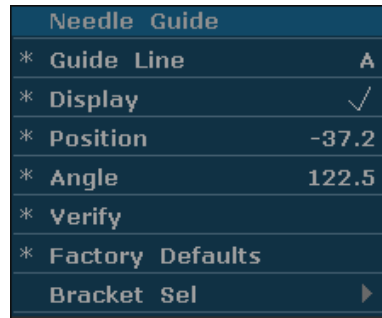 Needle Guide
* Guide Line A
* Display ✓
* Position -37.2
* Angle 122.5
* Verify
* Factory Defaults
Bracket Sel ▶